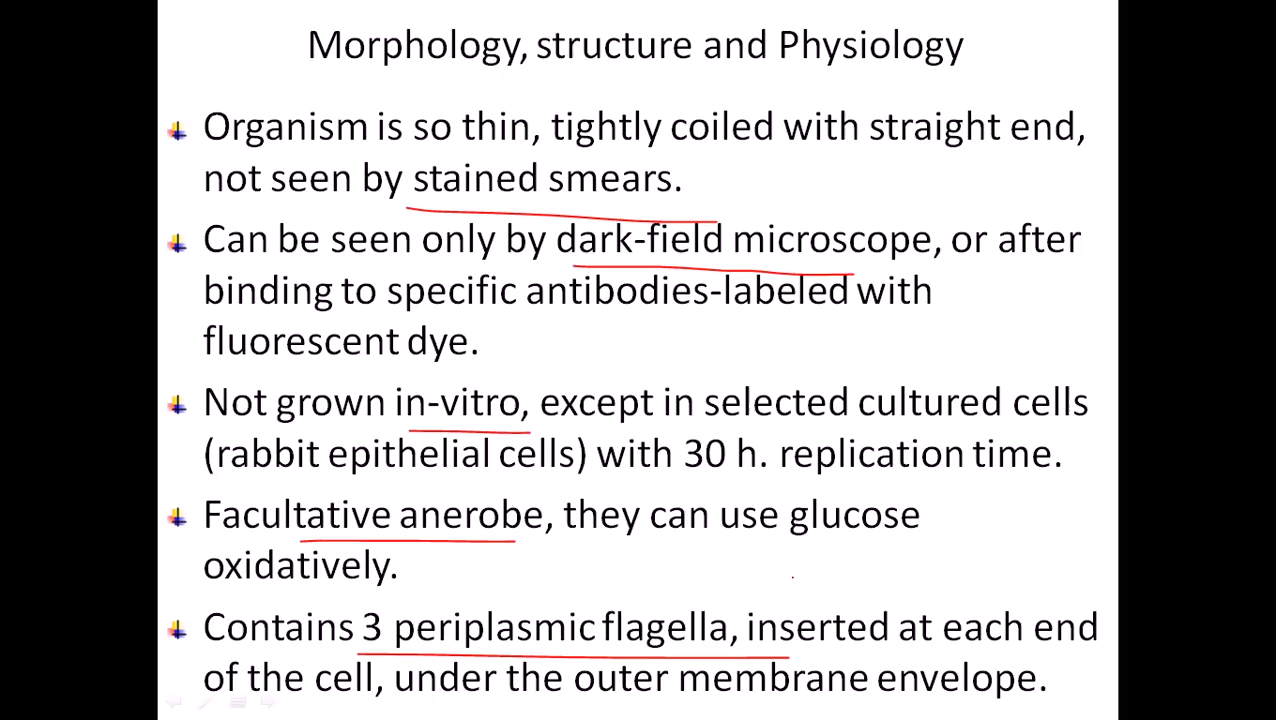 Morphology, structure and Physiology
Organism is so thin, tightly coiled with straight end,
not seen by stained smears.
Can be seen only by dark-field microscope, or after
binding to specific antibodies-labeled with
fluorescent dye.
Not grown in-vitro, except in selected cultured cells
(rabbit epithelial cells) with 30 h. replication time.
Facultative anerobe, they can use glucose
oxidatively.
Contains 3 periplasmic flagella, inserted at each end
of the cell, under the outer membrane envelope.